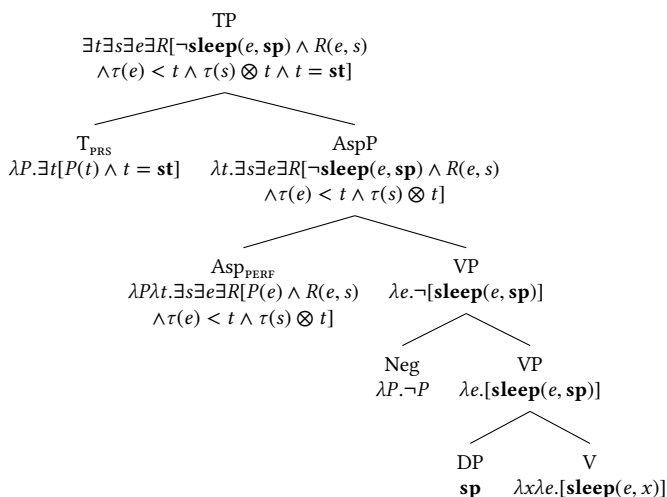 TP
∃t∃s∃e∃R[¬sleep(e, sp) ∧ R(e, s)
∧τ(e) < t ∧ τ(s) ⊗ t ∧ t = st]
T_PRS
λP.∃t[P(t) ∧ t = st]
AspP
λt.∃s∃e∃R[¬sleep(e, sp) ∧ R(e, s)
∧τ(e) < t ∧ τ(s) ⊗ t]
Asp_PERF
λPλt.∃s∃e∃R[P(e) ∧ R(e, s)
∧τ(e) < t ∧ τ(s) ⊗ t]
VP
λe.¬[sleep(e, sp)]
Neg
λP.¬P
VP
λe.[sleep(e, sp)]
DP
sp
V
λxλe.[sleep(e, x)]